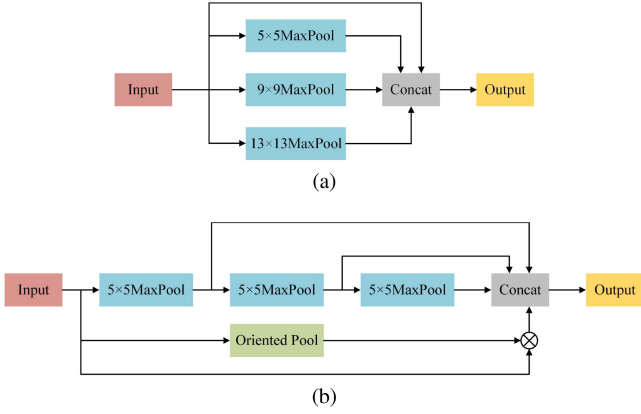 5×5MaxPool
Input
9×9MaxPool
Concat
Output
13×13MaxPool
(a)
Input
5×5MaxPool
5×5MaxPool
5×5MaxPool
Concat
Output
Oriented Pool
(b)